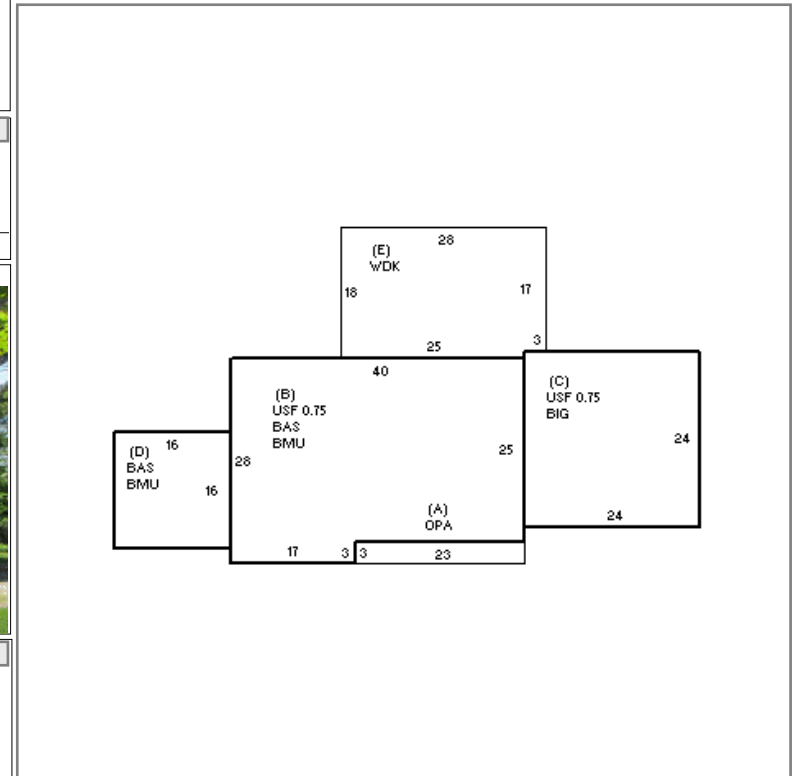 28
(E)
WDK
18
17
3
25
40
(B)
USF 0.75
BAS
BMU
(C)
USF 0.75
BIG
24
16
(D)
BAS
BMU
28
25
16
(A)
OPA
24
17
3
3
23